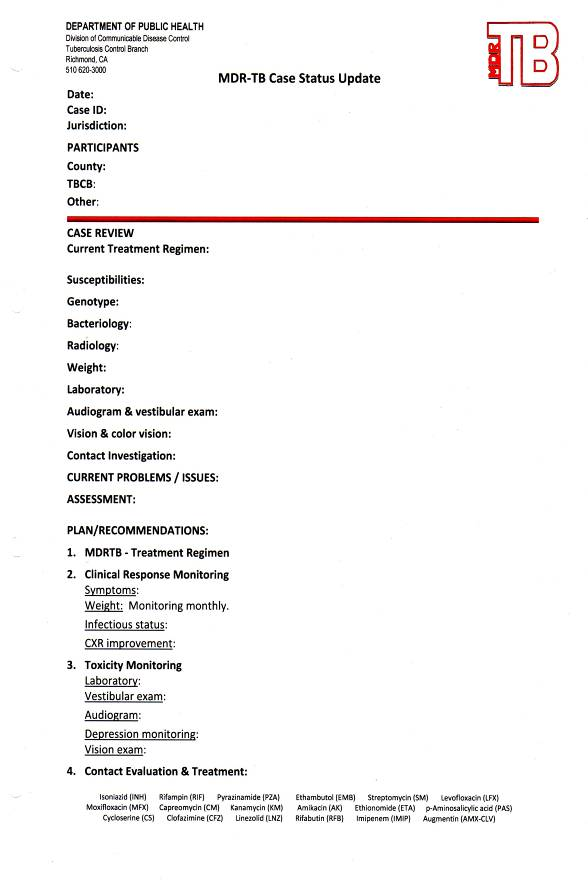 DEPARTMENT OF PUBLIC HEALTH
Division of Communicable Disease Control
Tuberculosis Control Branch
Richmond, CA
510 620-3000
MDR TB
MDR-TB Case Status Update
Date:
Case ID:
Jurisdiction:
PARTICIPANTS
County:
TBCB:
Other:
CASE REVIEW
Current Treatment Regimen:
Susceptibilities:
Genotype:
Bacteriology:
Radiology:
Weight:
Laboratory:
Audiogram & vestibular exam:
Vision & color vision:
Contact Investigation:
CURRENT PROBLEMS / ISSUES:
ASSESSMENT:
PLAN/RECOMMENDATIONS:
1. MDRTB - Treatment Regimen
2. Clinical Response Monitoring
Symptoms:
Weight: Monitoring monthly.
Infectious status:
CXR improvement:
3. Toxicity Monitoring
Laboratory:
Vestibular exam:
Audiogram:
Depression monitoring:
Vision exam:
4. Contact Evaluation & Treatment:
Isoniazid (INH) Rifampin (RIF) Pyrazinamide (PZA) Ethambutol (EMB) Streptomycin (SM) Levofloxacin (LFX)
Moxifloxacin (MFX) Capreomycin (CM) Kanamycin (KM) Amikacin (AK) Ethionomide (ETA) p-Aminosalicylic acid (PAS)
Cycloserine (CS) Clofazimine (CFZ) Linezolid (LNZ) Rifabutin (RFB) Imipenem (IMIP) Augmentin (AMX-CLV)